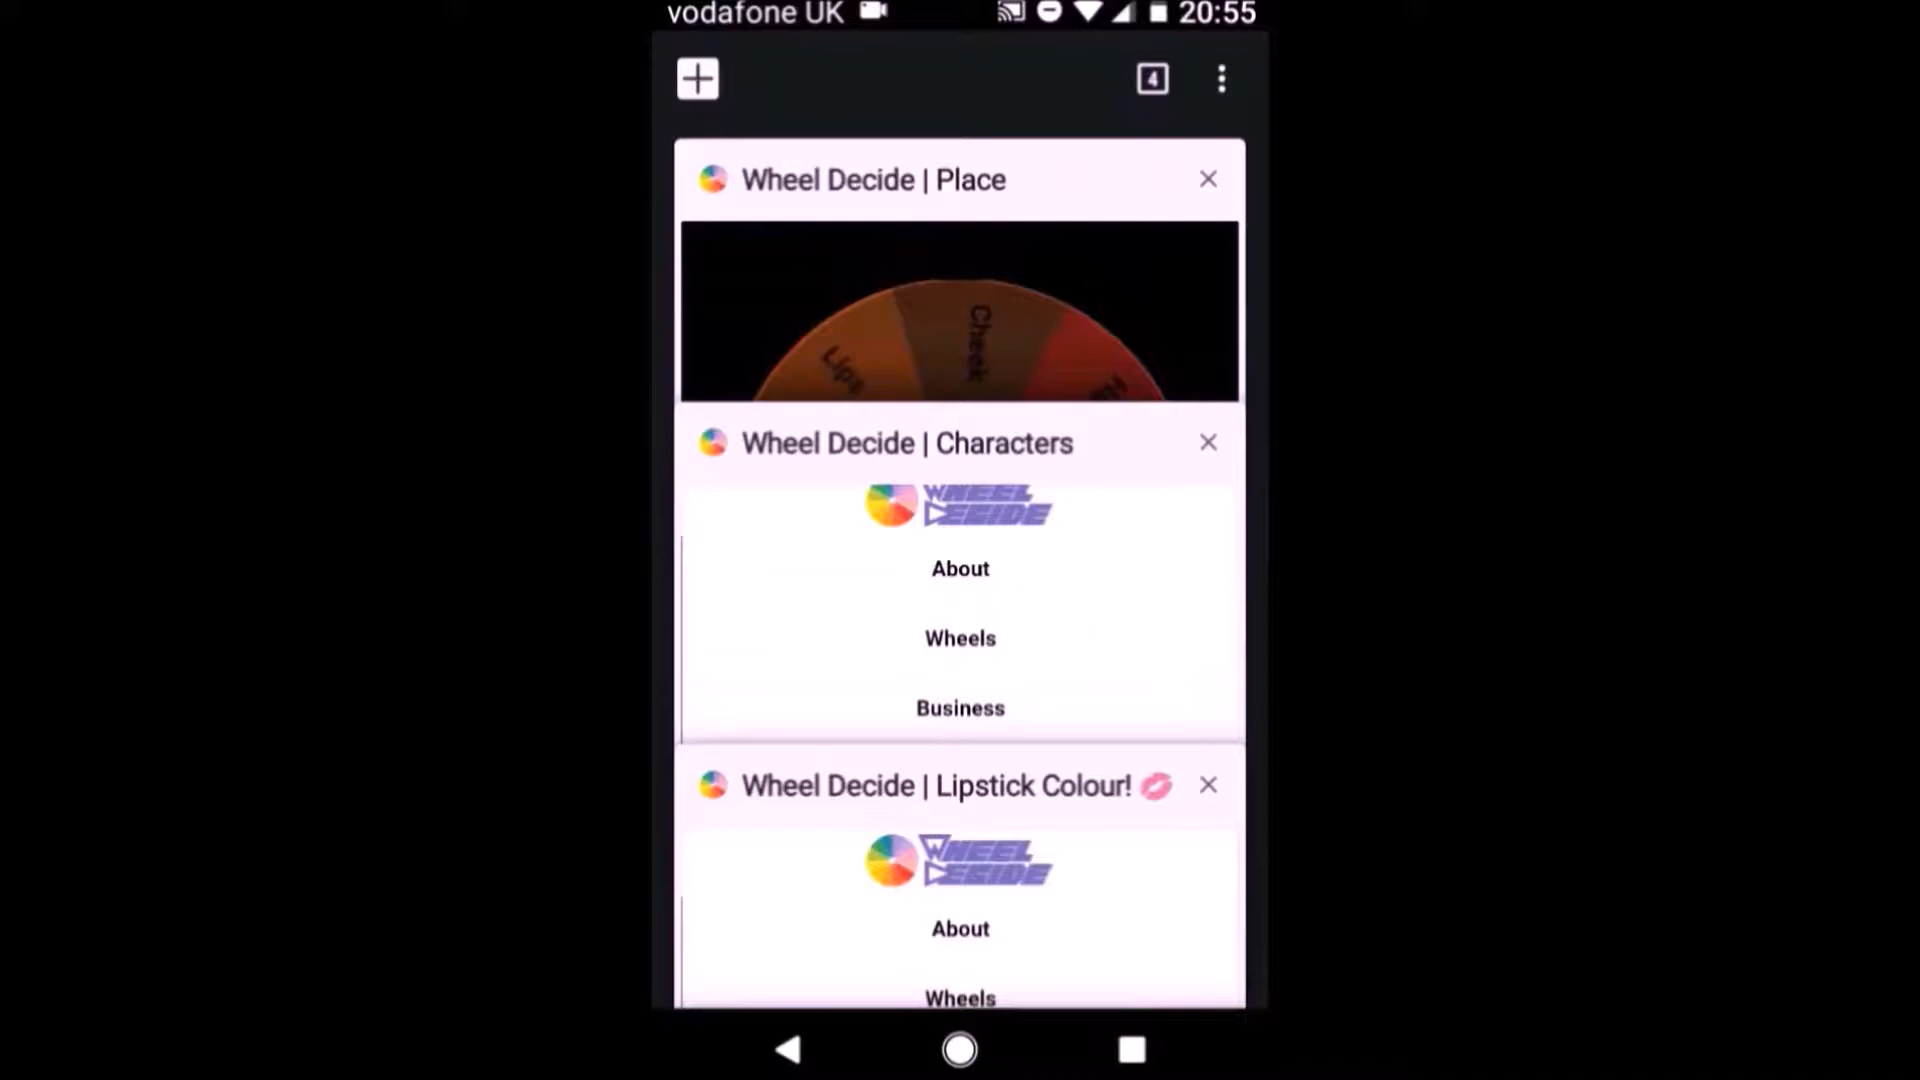 vodafone UK 20:55
4
Wheel Decide | Place
Lips
Cheek
Wheel Decide | Characters
WHEEL
DECIDE
About
Wheels
Business
Wheel Decide | Lipstick Colour! 💋
WHEEL
DECIDE
About
Wheels